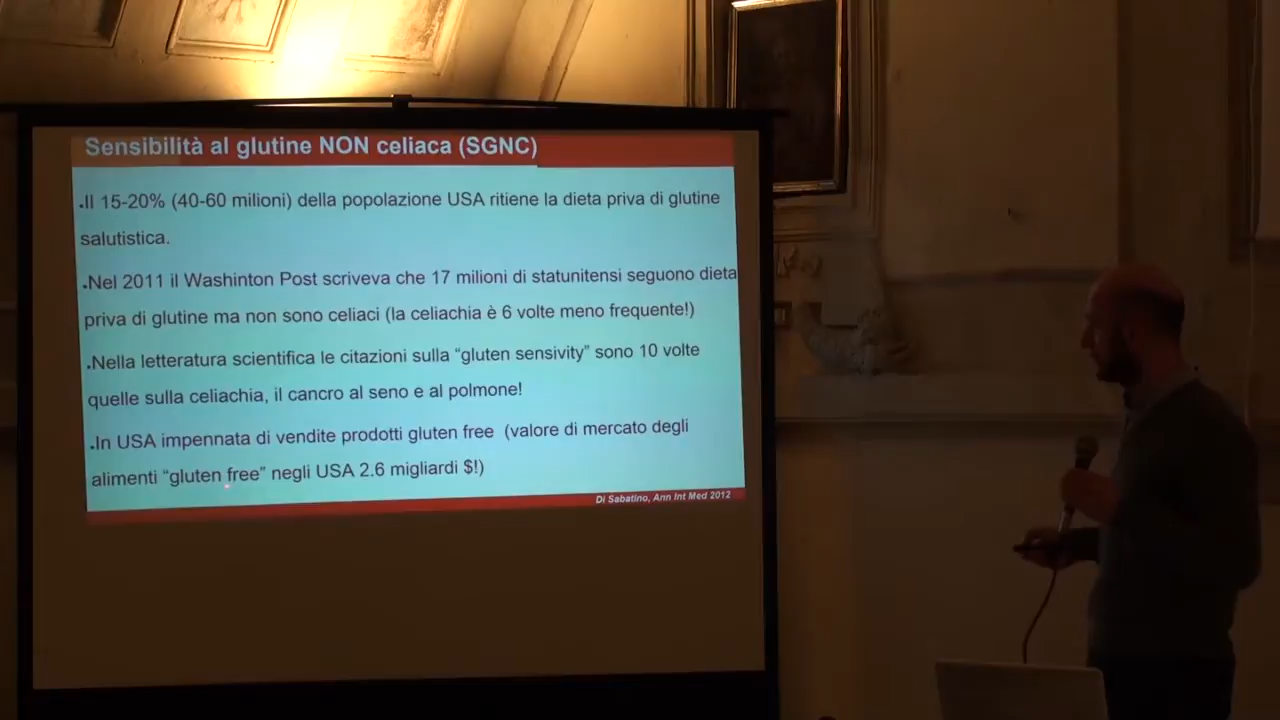 Sensibilità al glutine NON celiaca (SGNC)
.Il 15-20% (40-60 milioni) della popolazione USA ritiene la dieta priva di glutine
salutistica.
.Nel 2011 il Washinton Post scriveva che 17 milioni di statunitensi seguono dieta
priva di glutine ma non sono celiaci (la celiachia è 6 volte meno frequente!)
.Nella letteratura scientifica le citazioni sulla “gluten sensivity” sono 10 volte
quelle sulla celiachia, il cancro al seno e al polmone!
.In USA impennata di vendite prodotti gluten free (valore di mercato degli
alimenti “gluten free” negli USA 2.6 migliardi $!)
Di Sabatino, Ann Int Med 2012